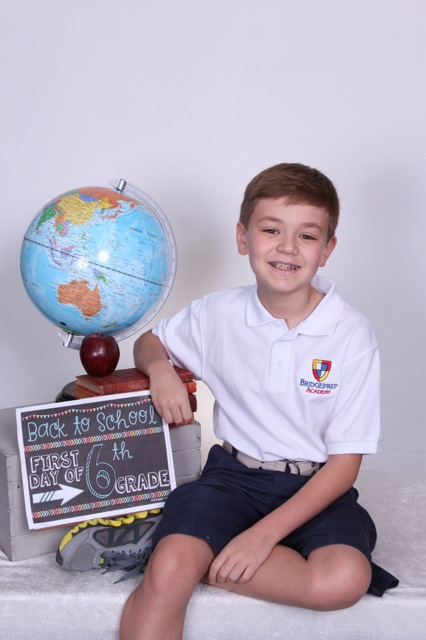 Back to School
FIRST
DAY OF
6th
GRADE
BRIDGEPREP
ACADEMY